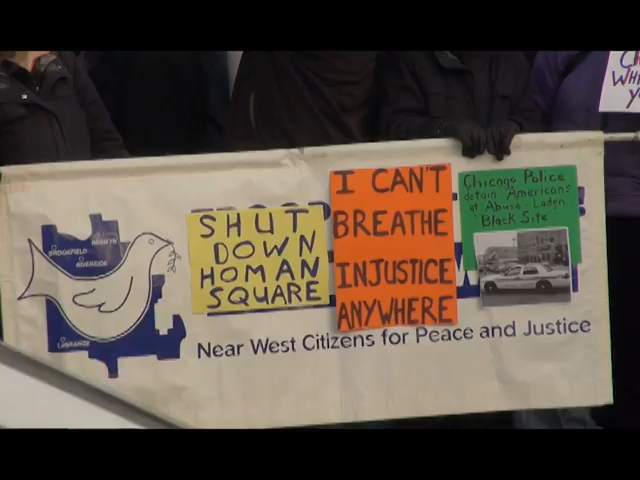 SHUT
DOWN
HOMAN
SQUARE
I CAN'T
BREATHE
INJUSTICE
ANYWHERE
Chicago Police
detain Americans
at Abuse-Laden
Black Site
BERWYN
BROOKFIELD
RIVERSIDE
LAGRANGE
Near West Citizens for Peace and Justice